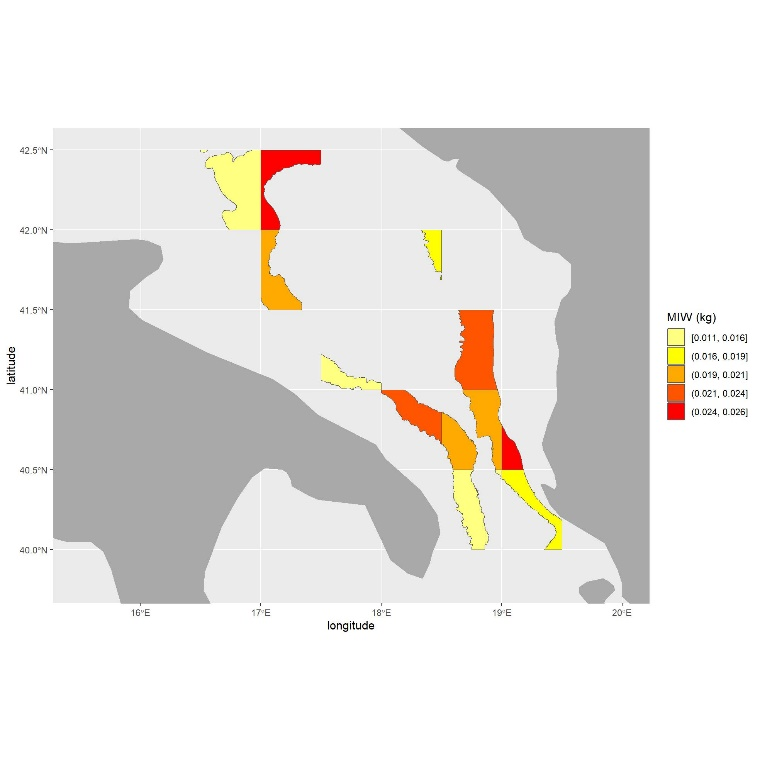 42.5°N
42.0°N
41.5°N
41.0°N
40.5°N
40.0°N
latitude
16°E 17°E 18°E 19°E 20°E
longitude
MIW (kg)
[0.011, 0.016]
(0.016, 0.019]
(0.019, 0.021]
(0.021, 0.024]
(0.024, 0.026]